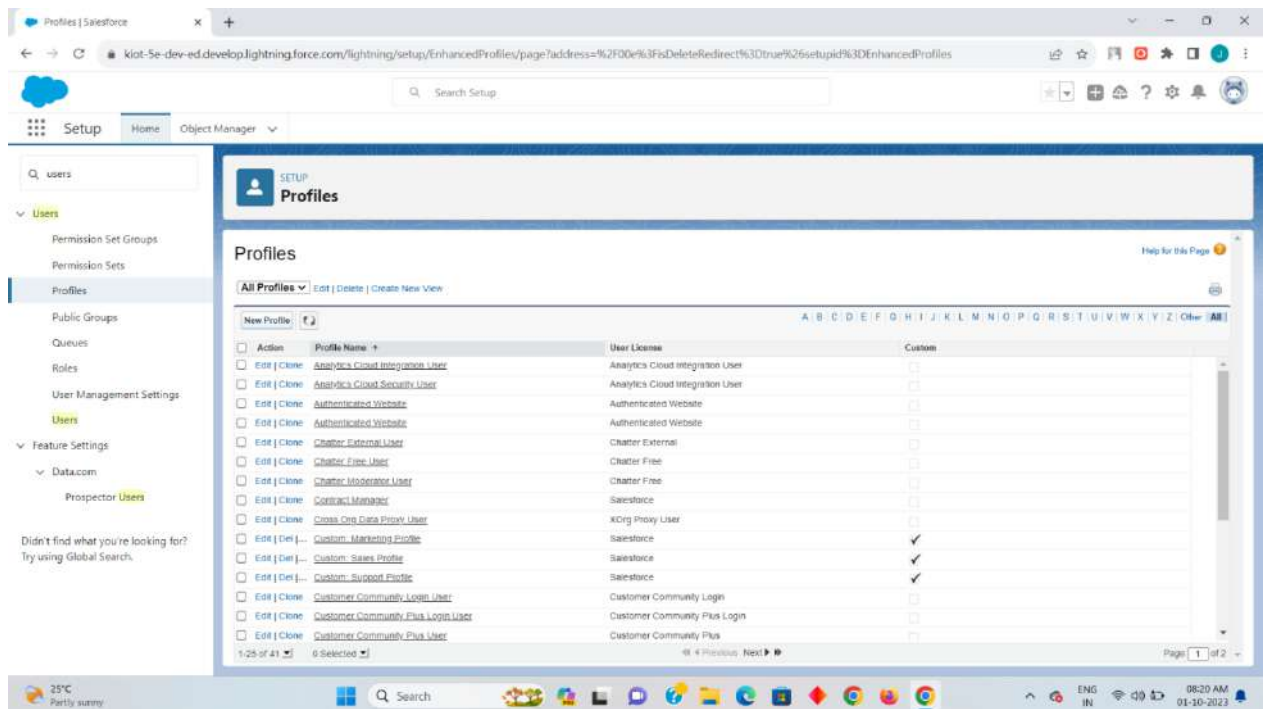 Profiles | Salesforce
kiot-5e-dev-ed.develop.lightning.force.com/lightning/setup/EnhancedProfiles/page?address=%2F00e%3FisDeleteRedirect%3Dtrue%26setupid%3DEnhancedProfiles
J
Search Setup
Setup Home Object Manager
users
SETUP
Profiles
Users
Permission Set Groups
Permission Sets
Profiles
Public Groups
Queues
Roles
User Management Settings
Users
Feature Settings
Data.com
Prospector Users
Didn't find what you're looking for?
Try using Global Search.
Profiles
Help for this Page
All Profiles Edit | Delete | Create New View
New Profile A | B | C | D | E | F | G | H | I | J | K | L | M | N | O | P | Q | R | S | T | U | V | W | X | Y | Z | Other | All
Action Profile Name User License Custom
Edit | Clone Analytics Cloud Integration User Analytics Cloud Integration User
Edit | Clone Analytics Cloud Security User Analytics Cloud Integration User
Edit | Clone Authenticated Website Authenticated Website
Edit | Clone Authenticated Website Authenticated Website
Edit | Clone Chatter External User Chatter External
Edit | Clone Chatter Free User Chatter Free
Edit | Clone Chatter Moderator User Chatter Free
Edit | Clone Contract Manager Salesforce
Edit | Clone Cross Org Data Proxy User XOrg Proxy User
Edit | Del | ... Custom: Marketing Profile Salesforce
Edit | Del | ... Custom: Sales Profile Salesforce
Edit | Del | ... Custom: Support Profile Salesforce
Edit | Clone Customer Community Login User Customer Community Login
Edit | Clone Customer Community Plus Login User Customer Community Plus Login
Edit | Clone Customer Community Plus User Customer Community Plus
1-25 of 41 0 Selected Previous Next Page 1 of 2
25°C
Partly sunny
Search
ENG
IN
08:20 AM
01-10-2023